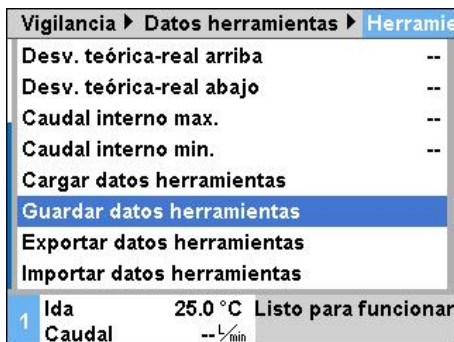 Vigilancia ▶ Datos herramientas ▶ Herramie
Desv. teórica-real arriba --
Desv. teórica-real abajo --
Caudal interno max. --
Caudal interno min. --
Cargar datos herramientas
Guardar datos herramientas
Exportar datos herramientas
Importar datos herramientas
1 Ida 25.0 °C Listo para funcionar
Caudal -- L/min